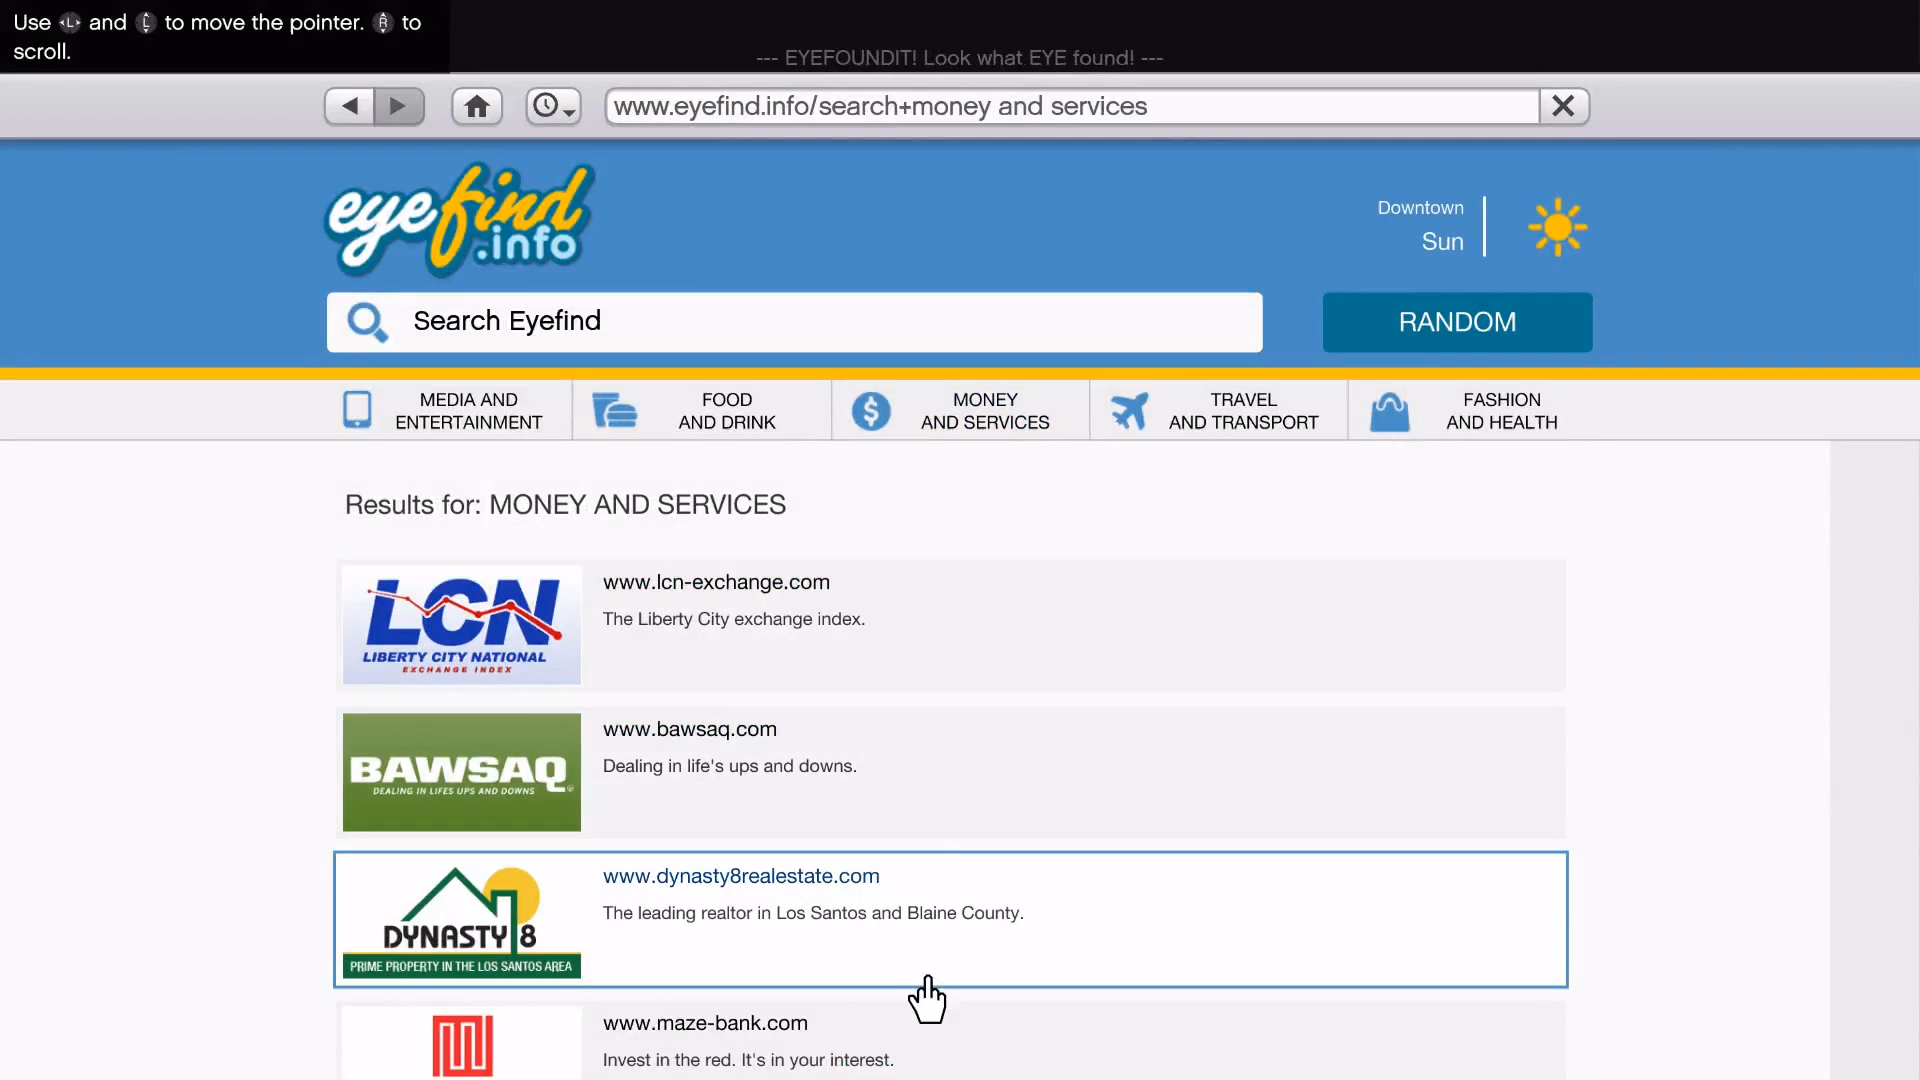 Use L and L to move the pointer. R to
scroll.
--- EYEFOUNDIT! Look what EYE found! ---
www.eyefind.info/search+money and services
eyefind
.info
Downtown
Sun
Search Eyefind
RANDOM
MEDIA AND
ENTERTAINMENT
FOOD
AND DRINK
$
MONEY
AND SERVICES
TRAVEL
AND TRANSPORT
FASHION
AND HEALTH
Results for: MONEY AND SERVICES
LCN
LIBERTY CITY NATIONAL
EXCHANGE INDEX
www.lcn-exchange.com
The Liberty City exchange index.
BAWSAQ
DEALING IN LIFES UPS AND DOWNS
www.bawsaq.com
Dealing in life's ups and downs.
DYNASTY 8
PRIME PROPERTY IN THE LOS SANTOS AREA
www.dynasty8realestate.com
The leading realtor in Los Santos and Blaine County.
www.maze-bank.com
Invest in the red. It's in your interest.